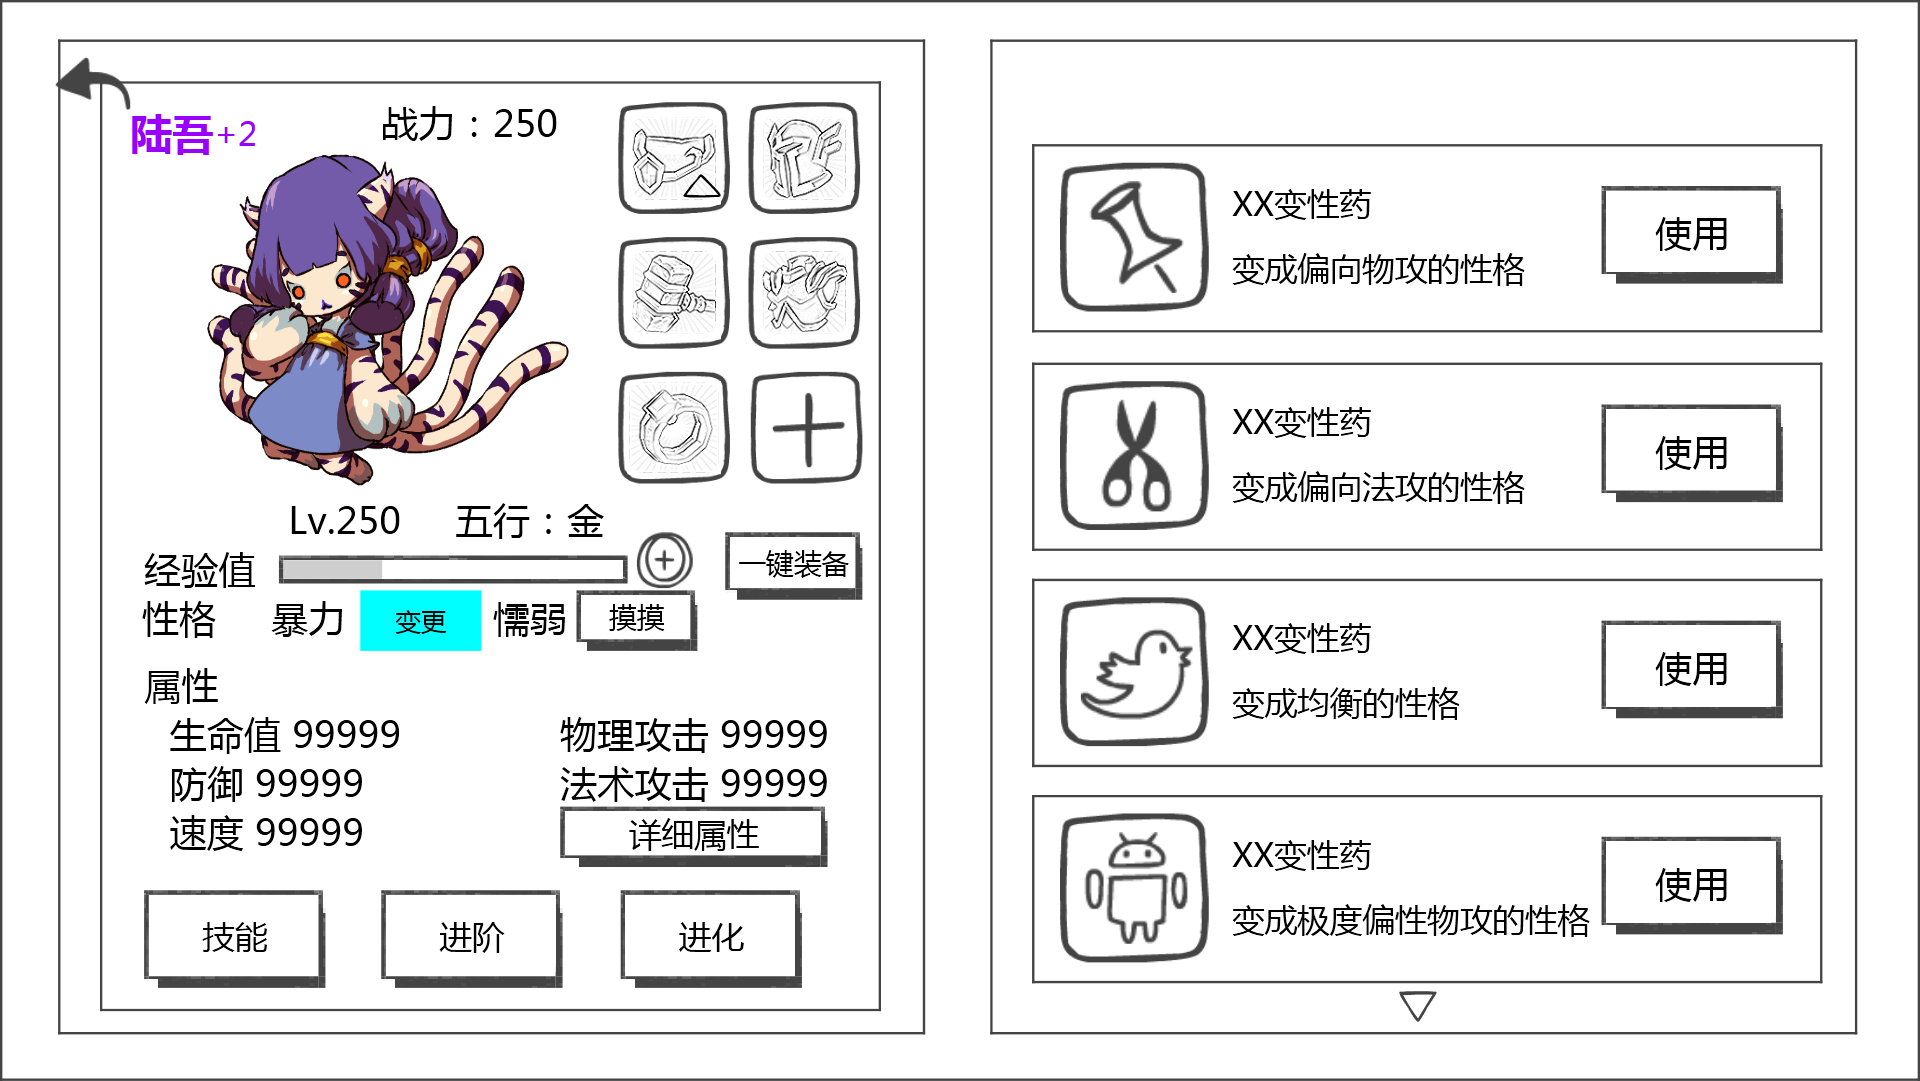 陆吾+2
战力：250
Lv.250 五行：金
经验值
一键装备
性格 暴力 变更 懦弱 摸摸
属性
生命值 99999 物理攻击 99999
防御 99999 法术攻击 99999
速度 99999 详细属性
技能 进阶 进化
XX变性药
变成偏向物攻的性格
使用
XX变性药
变成偏向法攻的性格
使用
XX变性药
变成均衡的性格
使用
XX变性药
变成极度偏性物攻的性格
使用